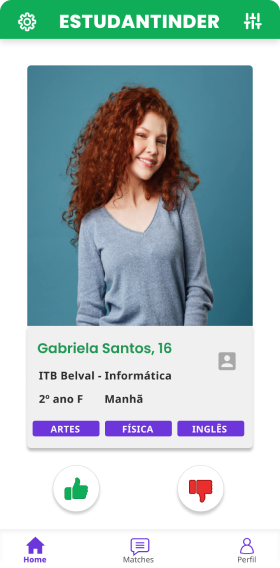 ESTUDANTINDER
Gabriela Santos, 16
ITB Belval - Informática
2º ano F Manhã
ARTES FÍSICA INGLÊS
Home Matches Perfil